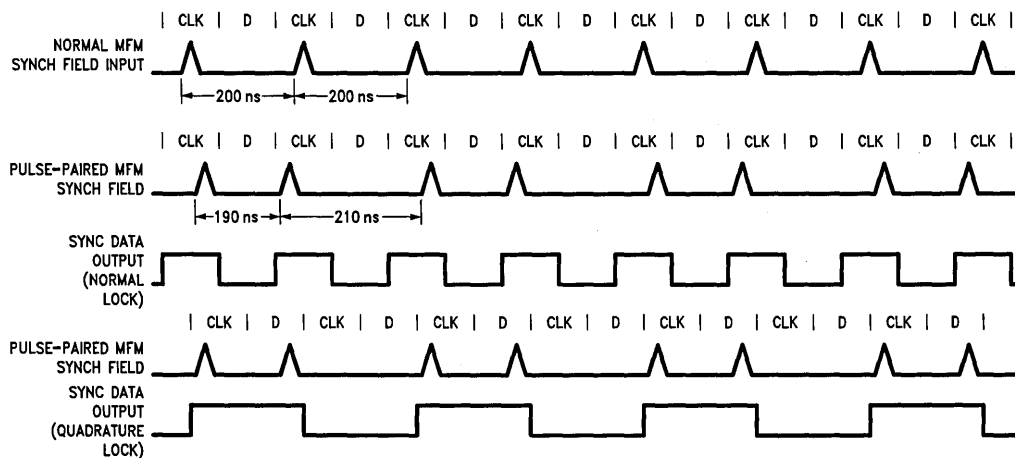 | CLK | D | CLK | D | CLK | D | CLK | D | CLK | D | CLK | D | CLK | D | CLK |
NORMAL MFM
SYNCH FIELD INPUT
200 ns 200 ns
| CLK | D | CLK | D | CLK | D | CLK | D | CLK | D | CLK | D | CLK | D | CLK |
PULSE-PAIRED MFM
SYNCH FIELD
190 ns 210 ns
SYNC DATA
OUTPUT
(NORMAL
LOCK)
| CLK | D | CLK | D | CLK | D | CLK | D | CLK | D | CLK | D | CLK | D |
PULSE-PAIRED MFM
SYNCH FIELD
SYNC DATA
OUTPUT
(QUADRATURE
LOCK)